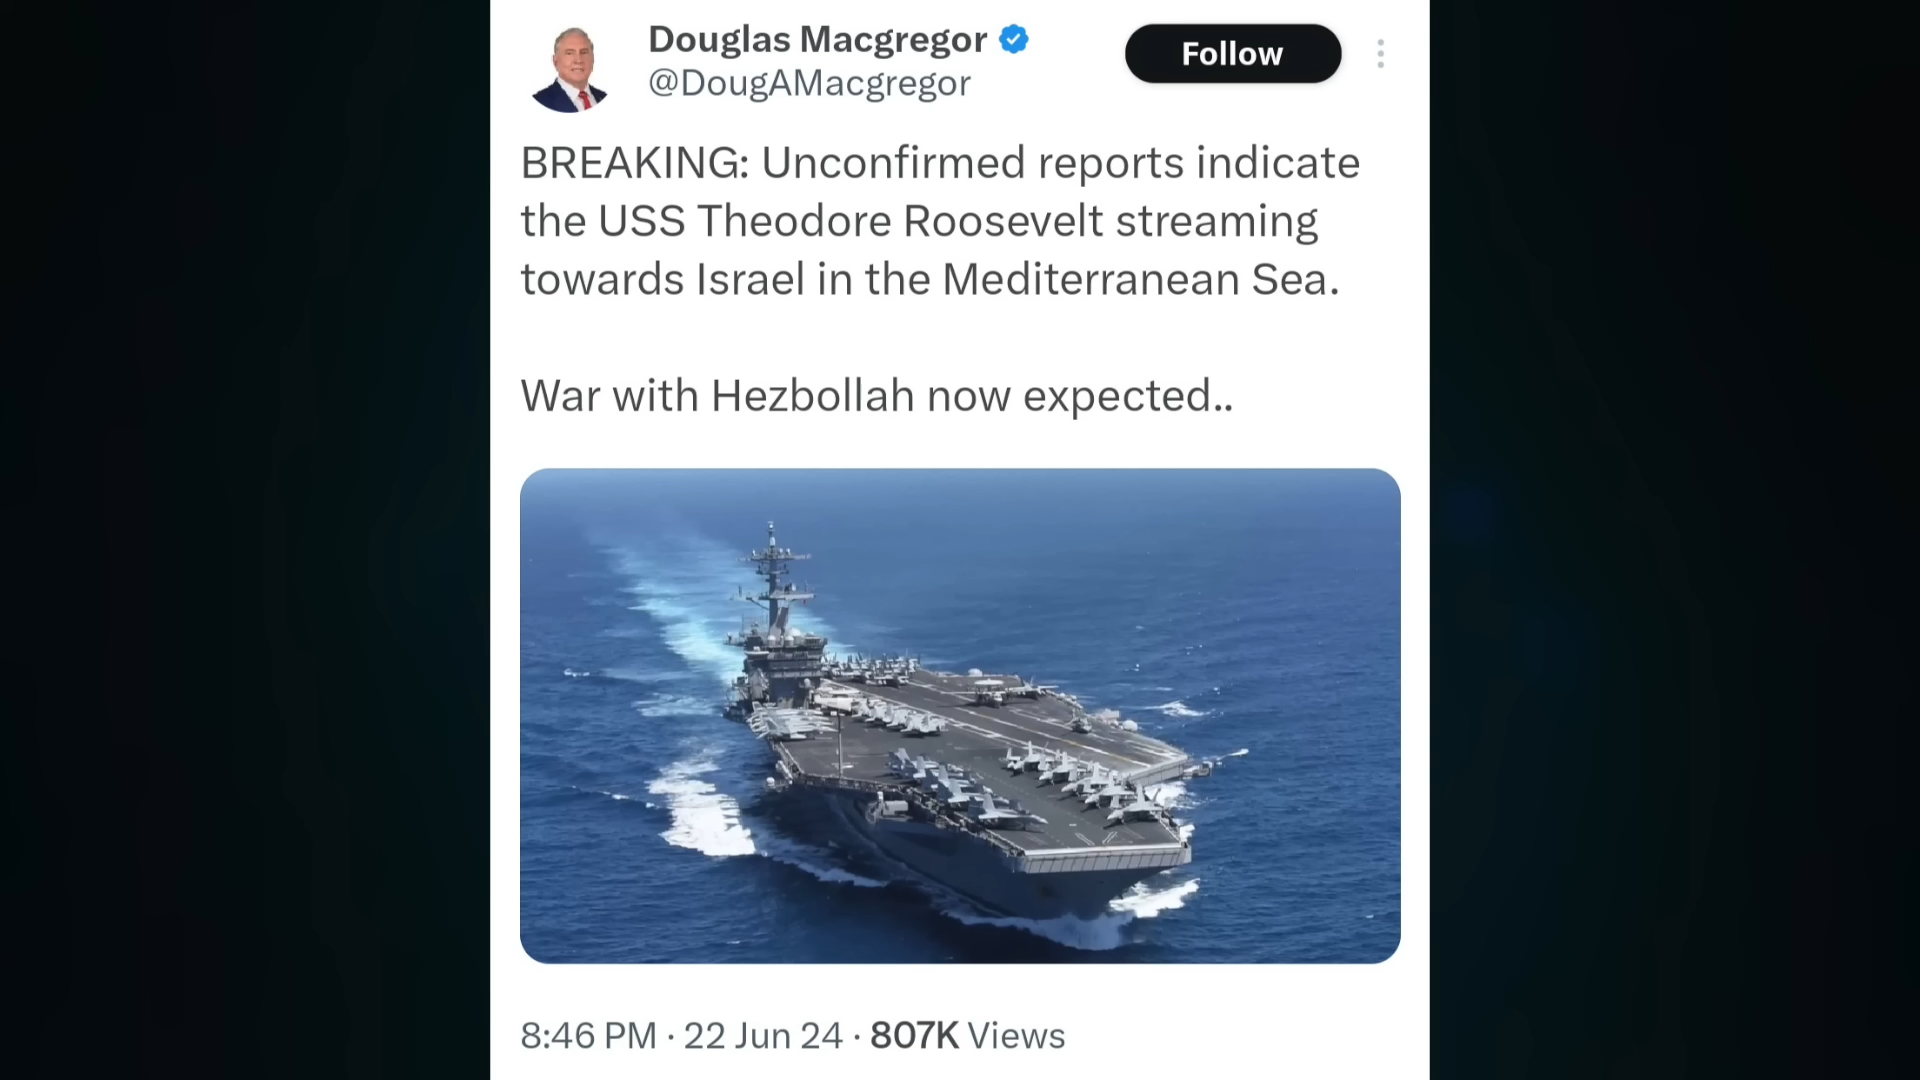 Douglas Macgregor
@DougAMacgregor
Follow
BREAKING: Unconfirmed reports indicate
the USS Theodore Roosevelt streaming
towards Israel in the Mediterranean Sea.
War with Hezbollah now expected..
8:46 PM · 22 Jun 24 · 807K Views